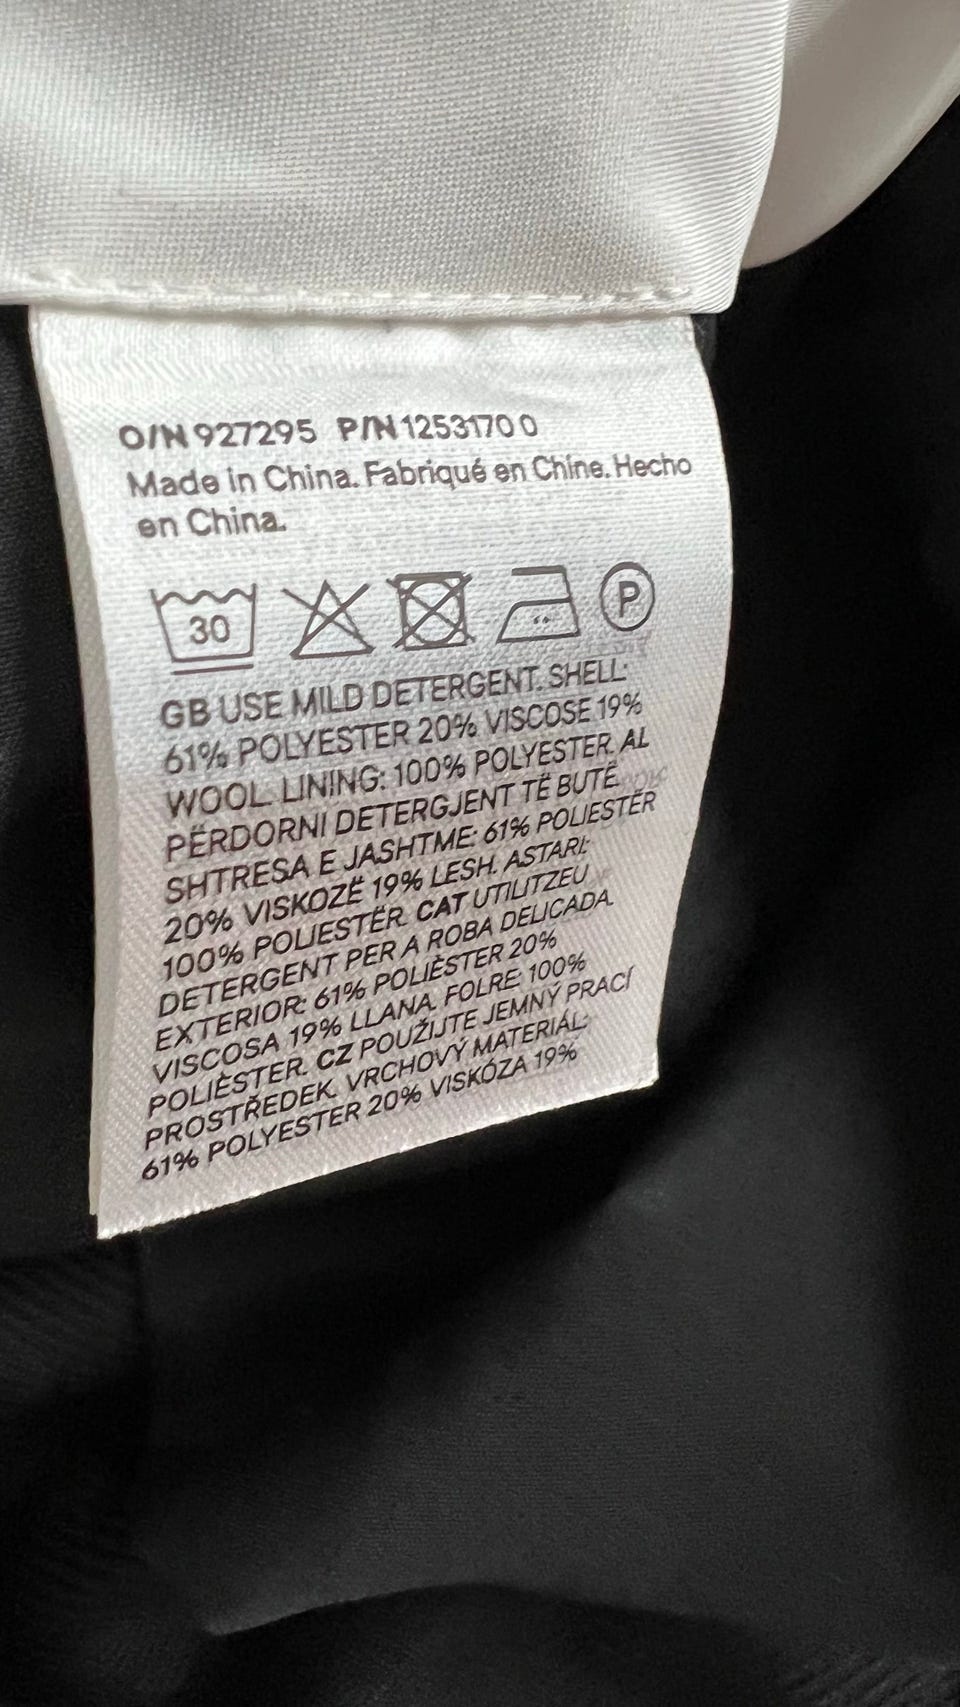 O/N 927295 P/N 1253170 0
Made in China. Fabriqué en Chine. Hecho
en China.
30 P
GB USE MILD DETERGENT. SHELL:
61% POLYESTER 20% VISCOSE 19%
WOOL. LINING: 100% POLYESTER. AL
PËRDORNI DETERGJENT TË BUTË.
SHTRESA E JASHTME: 61% POLIESTËR
20% VISKOZË 19% LESH. ASTARI:
100% POLIESTËR. CAT UTILITZEU
DETERGENT PER A ROBA DELICADA.
EXTERIOR: 61% POLIÈSTER 20%
VISCOSA 19% LLANA. FOLRE: 100%
POLIÈSTER. CZ POUŽIJTE JEMNÝ PRACÍ
PROSTŘEDEK. VRCHOVÝ MATERIÁL:
61% POLYESTER 20% VISKÓZA 19%